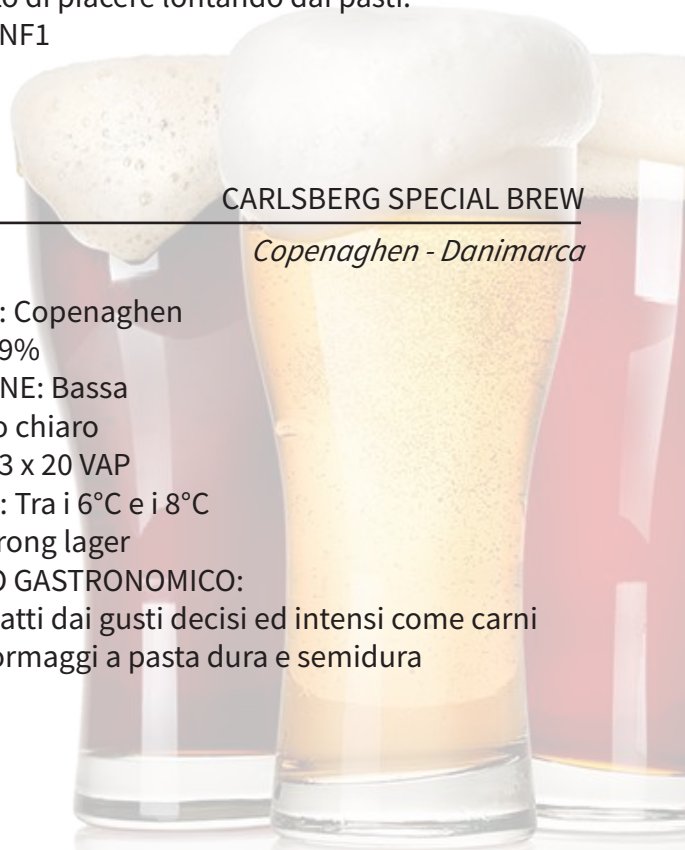 di piacere lontando dai pasti.
NF1
CARLSBERG SPECIAL BREW
Copenaghen - Danimarca
: Copenaghen
9%
NE: Bassa
chiaro
3 x 20 VAP
: Tra i 6°C e i 8°C
rong lager
O GASTRONOMICO:
atti dai gusti decisi ed intensi come carni
ormaggi a pasta dura e semidura